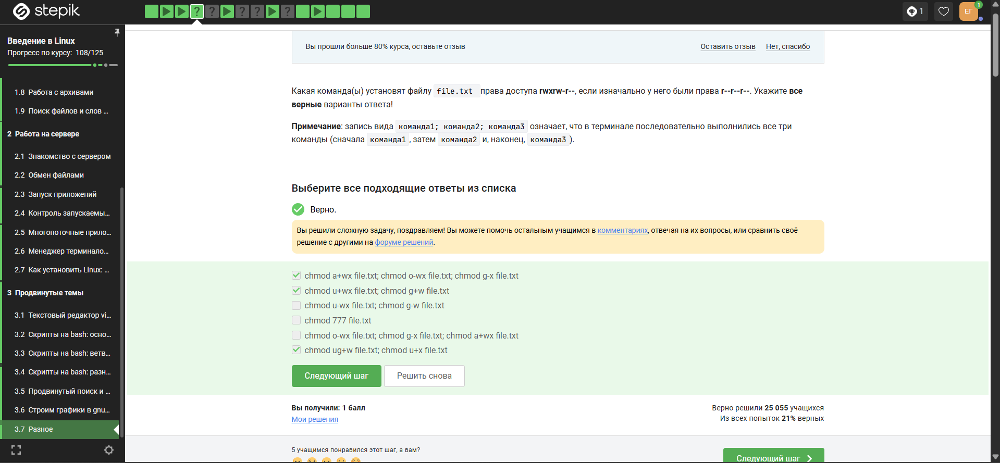 stepik
? ? ? ? ?
1
ЕГ
1
Введение в Linux
Прогресс по курсу: 108/125
1.8 Работа с архивами
1.9 Поиск файлов и слов ...
2 Работа на сервере
2.1 Знакомство с сервером
2.2 Обмен файлами
2.3 Запуск приложений
2.4 Контроль запускаемы...
2.5 Многопоточные прило...
2.6 Менеджер терминало...
2.7 Как установить Linux: ...
3 Продвинутые темы
3.1 Текстовый редактор vi...
3.2 Скрипты на bash: осно...
3.3 Скрипты на bash: ветв...
3.4 Скрипты на bash: разн...
3.5 Продвинутый поиск и ...
3.6 Строим графики в gnu...
3.7 Разное
Вы прошли больше 80% курса, оставьте отзыв
Оставить отзыв Нет, спасибо
Какая команда(ы) установят файлу file.txt права доступа rwxrw-r--, если изначально у него были права r--r--r--. Укажите все
верные варианты ответа!
Примечание: запись вида команда1; команда2; команда3 означает, что в терминале последовательно выполнились все три
команды (сначала команда1, затем команда2 и, наконец, команда3).
Выберите все подходящие ответы из списка
Верно.
Вы решили сложную задачу, поздравляем! Вы можете помочь остальным учащимся в комментариях, отвечая на их вопросы, или сравнить своё
решение с другими на форуме решений.
chmod a+wx file.txt; chmod o-wx file.txt; chmod g-x file.txt
chmod u+wx file.txt; chmod g+w file.txt
chmod u-wx file.txt; chmod g-w file.txt
chmod 777 file.txt
chmod o-wx file.txt; chmod g-x file.txt; chmod a+wx file.txt
chmod ug+w file.txt; chmod u+x file.txt
Следующий шаг
Решить снова
Вы получили: 1 балл
Мои решения
Верно решили 25 055 учащихся
Из всех попыток 21% верных
5 учащимся понравился этот шаг, а вам?
Следующий шаг